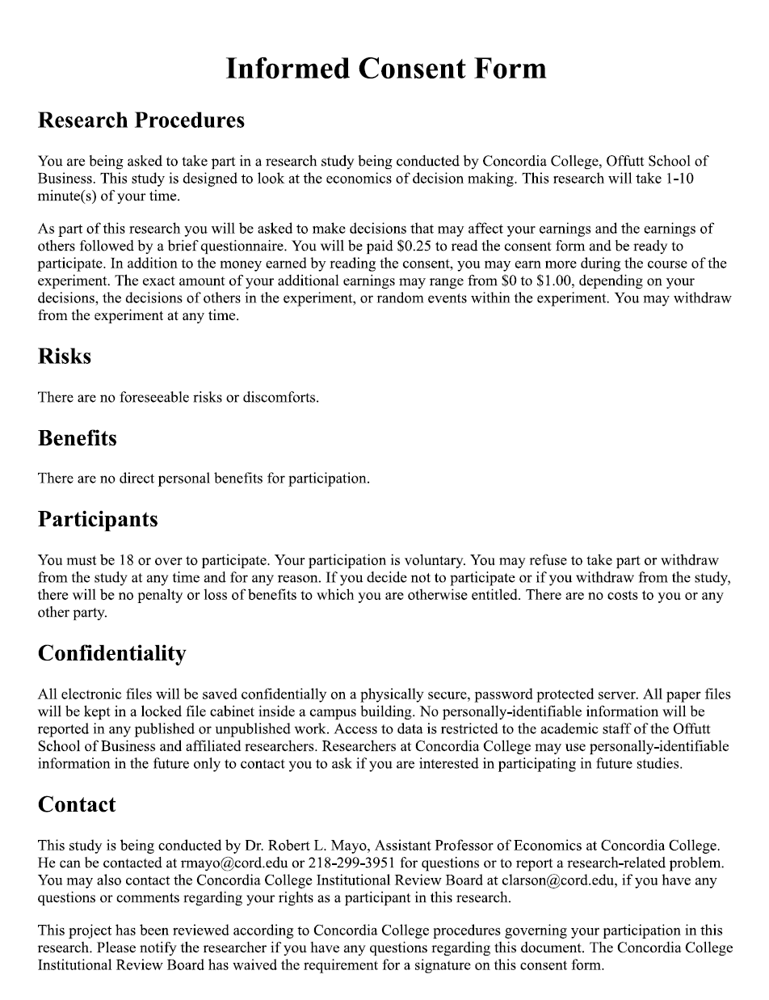 Informed Consent Form
Research Procedures
You are being asked to take part in a research study being conducted by Concordia College, Offutt School of
Business. This study is designed to look at the economics of decision making. This research will take 1-10
minute(s) of your time.
As part of this research you will be asked to make decisions that may affect your earnings and the earnings of
others followed by a brief questionnaire. You will be paid $0.25 to read the consent form and be ready to
participate. In addition to the money earned by reading the consent, you may earn more during the course of the
experiment. The exact amount of your additional earnings may range from $0 to $1.00, depending on your
decisions, the decisions of others in the experiment, or random events within the experiment. You may withdraw
from the experiment at any time.
Risks
There are no foreseeable risks or discomforts.
Benefits
There are no direct personal benefits for participation.
Participants
You must be 18 or over to participate. Your participation is voluntary. You may refuse to take part or withdraw
from the study at any time and for any reason. If you decide not to participate or if you withdraw from the study,
there will be no penalty or loss of benefits to which you are otherwise entitled. There are no costs to you or any
other party.
Confidentiality
All electronic files will be saved confidentially on a physically secure, password protected server. All paper files
will be kept in a locked file cabinet inside a campus building. No personally-identifiable information will be
reported in any published or unpublished work. Access to data is restricted to the academic staff of the Offutt
School of Business and affiliated researchers. Researchers at Concordia College may use personally-identifiable
information in the future only to contact you to ask if you are interested in participating in future studies.
Contact
This study is being conducted by Dr. Robert L. Mayo, Assistant Professor of Economics at Concordia College.
He can be contacted at rmayo@cord.edu or 218-299-3951 for questions or to report a research-related problem.
You may also contact the Concordia College Institutional Review Board at clarson@cord.edu, if you have any
questions or comments regarding your rights as a participant in this research.
This project has been reviewed according to Concordia College procedures governing your participation in this
research. Please notify the researcher if you have any questions regarding this document. The Concordia College
Institutional Review Board has waived the requirement for a signature on this consent form.